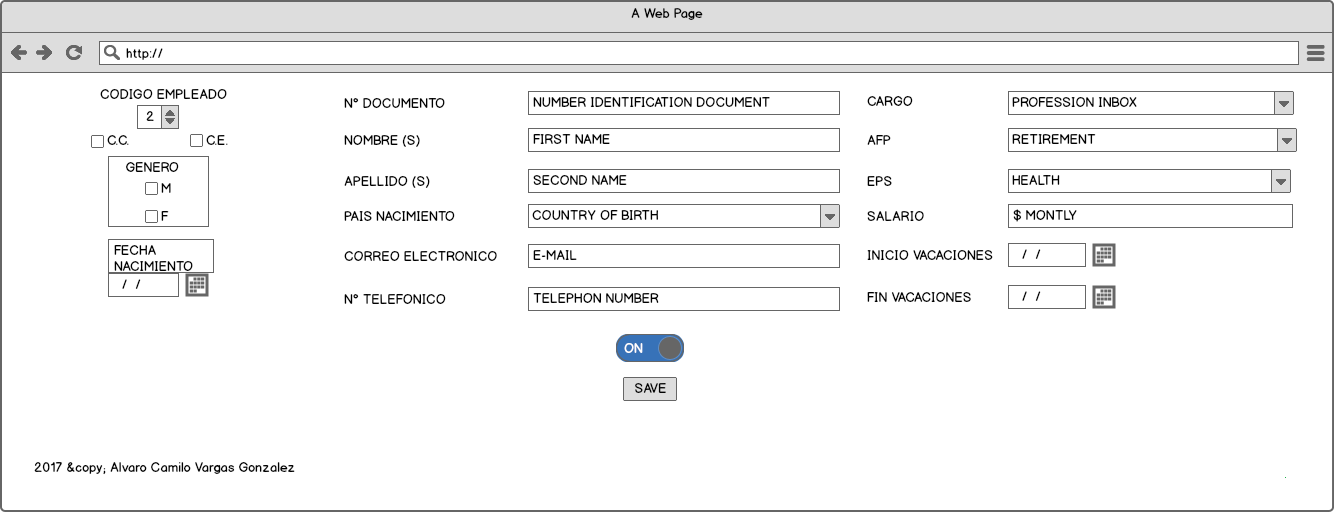 A Web Page
http://
CODIGO EMPLEADO
2
C.C. C.E.
GENERO
M
F
FECHA
NACIMIENTO
/ /
N° DOCUMENTO NUMBER IDENTIFICATION DOCUMENT
NOMBRE (S) FIRST NAME
APELLIDO (S) SECOND NAME
PAIS NACIMIENTO COUNTRY OF BIRTH
CORREO ELECTRONICO E-MAIL
N° TELEFONICO TELEPHON NUMBER
CARGO PROFESSION INBOX
AFP RETIREMENT
EPS HEALTH
SALARIO $ MONTLY
INICIO VACACIONES / /
FIN VACACIONES / /
ON
SAVE
2017 &copy; Alvaro Camilo Vargas Gonzalez